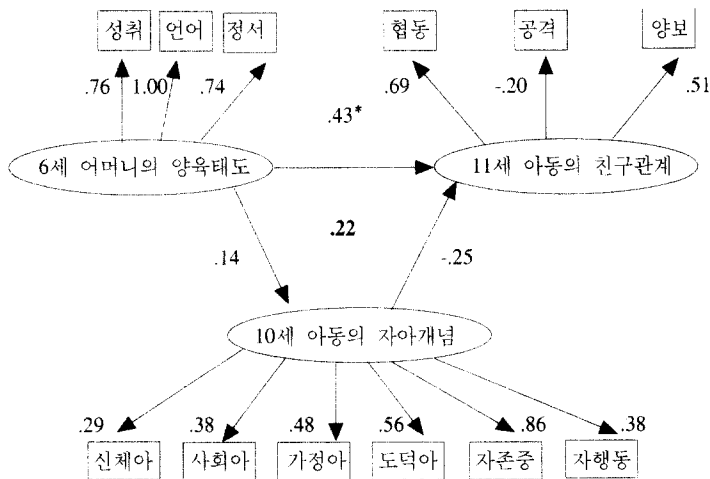 성취 언어 정서 협동 공격 양보
.76 1.00 .74 .69 -.20 .51
.43*
6세 어머니의 양육태도 11세 아동의 친구관계
.22
.14 -.25
10세 아동의 자아개념
.29 .38 .48 .56 .86 .38
신체아 사회아 가정아 도덕아 자존중 자행동